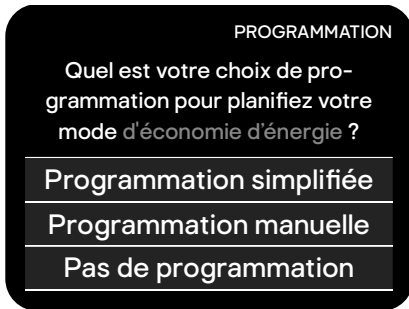 PROGRAMMATION
Quel est votre choix de pro-
grammation pour planifiez votre
mode d'économie d’énergie ?
Programmation simplifiée
Programmation manuelle
Pas de programmation